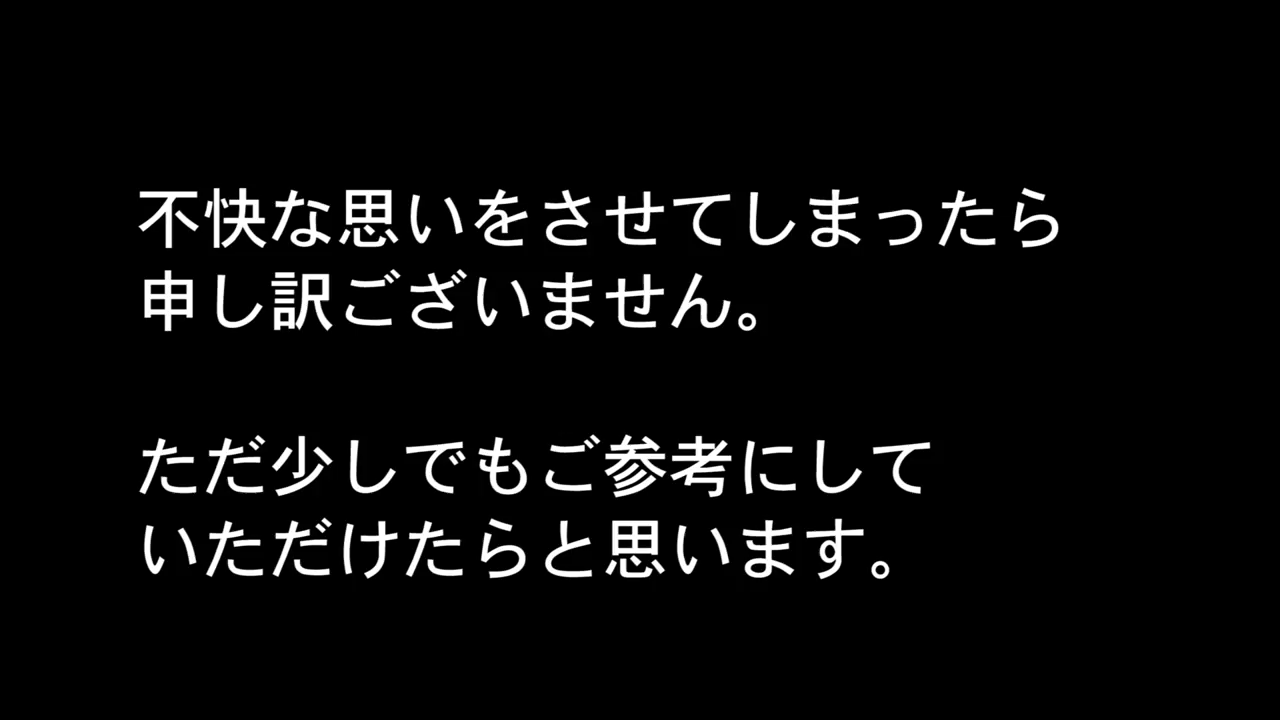 不快な思いをさせてしまったら
申し訳ございません。
ただ少しでもご参考にして
いただけたらと思います。